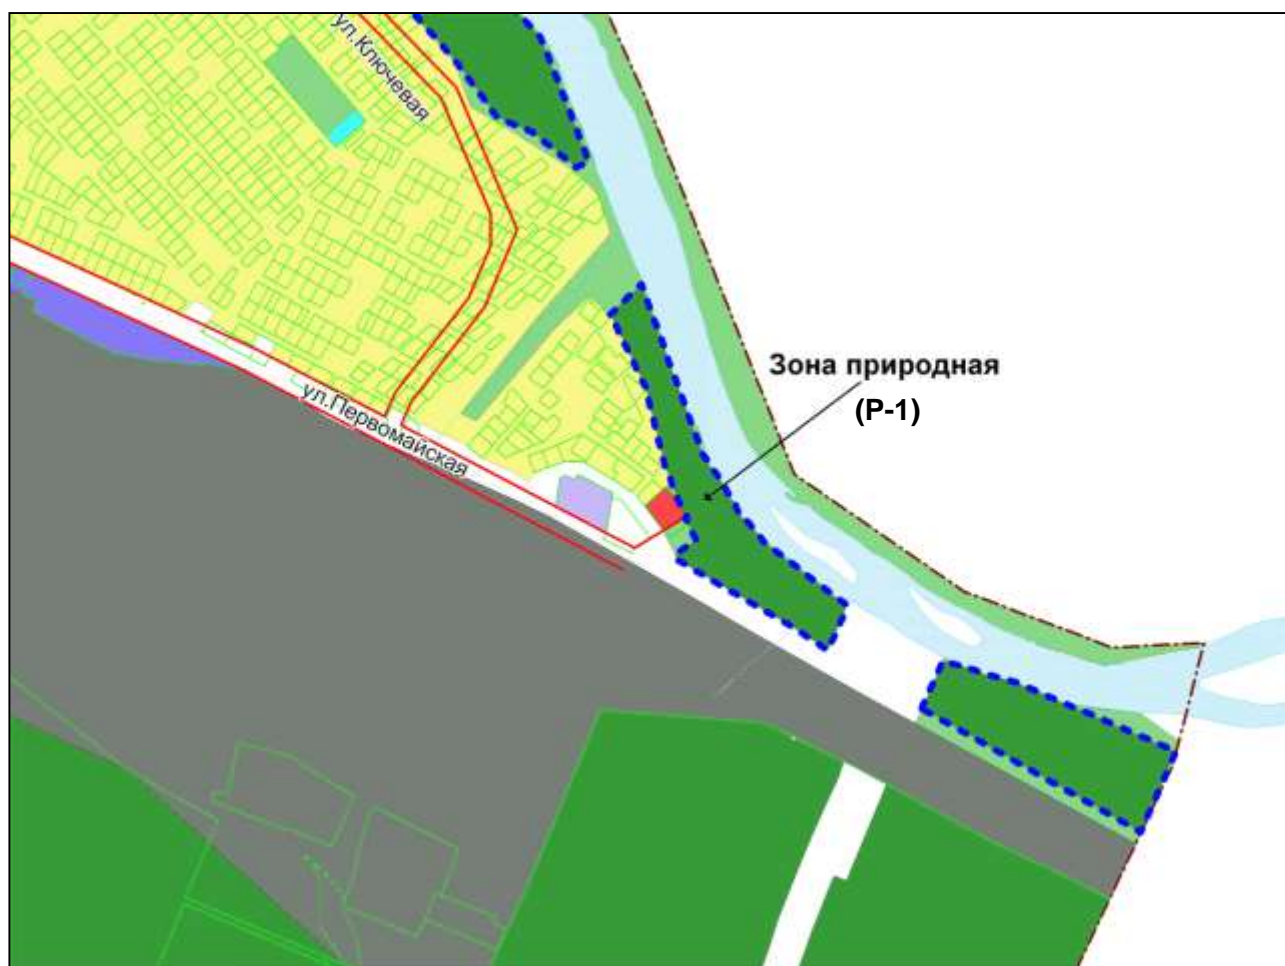 ул.Ключевая
Зона природная
(Р-1)
ул.Первомайская